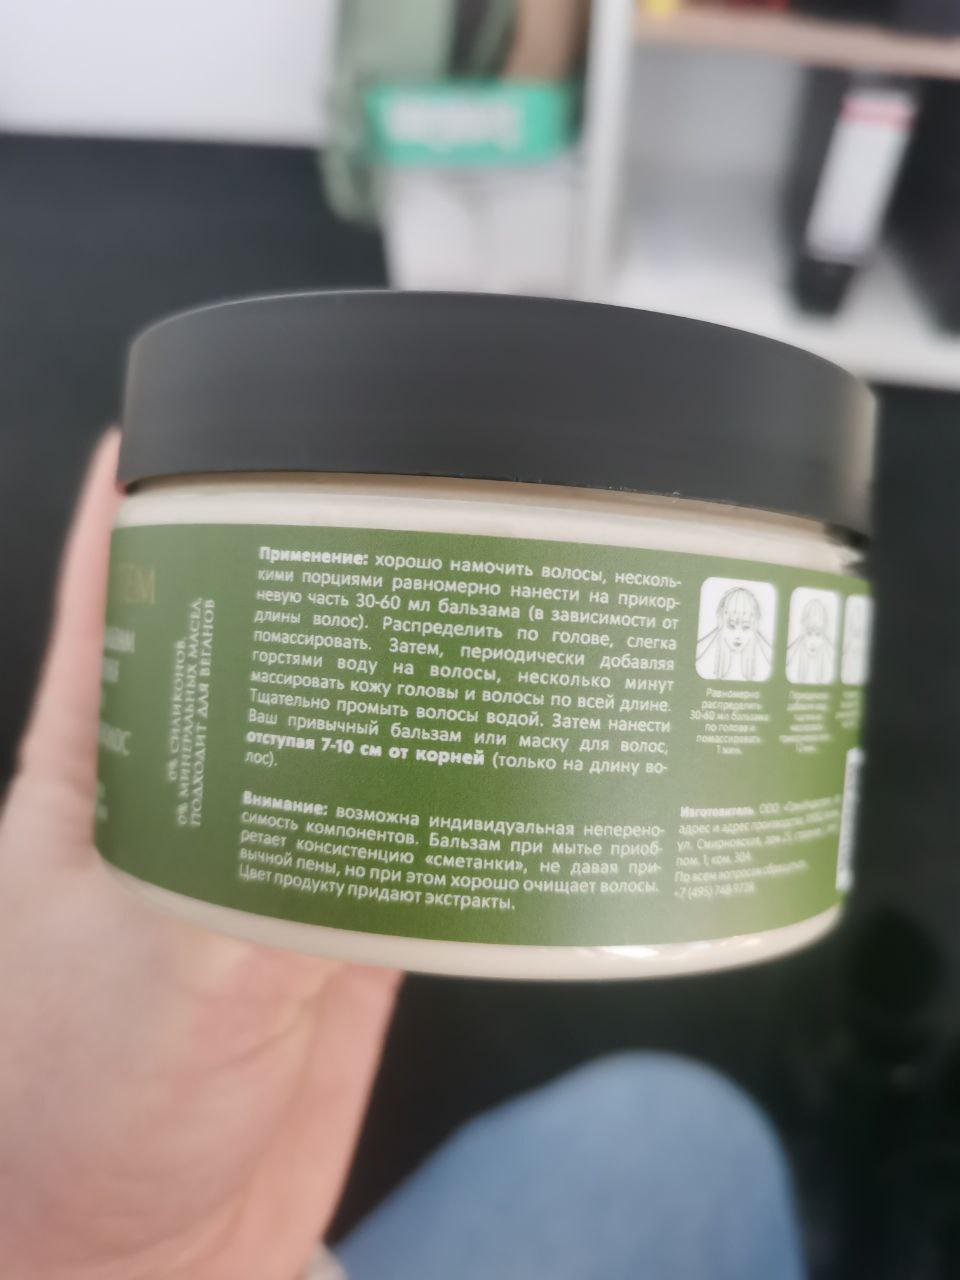 0% СИЛИКОНОВ,
0% МИНЕРАЛЬНЫХ МАСЕЛ,
ПОДХОДИТ ДЛЯ ВЕГАНОВ
Применение: хорошо намочить волосы, несколь-
кими порциями равномерно нанести на прикор-
невую часть 30-60 мл бальзама (в зависимости от
длины волос). Распределить по голове, слегка
помассировать. Затем, периодически добавляя
горстями воду на волосы, несколько минут
массировать кожу головы и волосы по всей длине.
Тщательно промыть волосы водой. Затем нанести
Ваш привычный бальзам или маску для волос,
отступая 7-10 см от корней (только на длину во-
лос).
Внимание: возможна индивидуальная неперено-
симость компонентов. Бальзам при мытье приоб-
ретает консистенцию «сметанки», не давая при-
вычной пены, но при этом хорошо очищает волосы.
Цвет продукту придают экстракты.
Равномерно
распределить
30-60 мл бальзама
по голове и
помассировать
1 мин.
Изготовитель ООО
адрес и адрес производства
ул. Смирновская,
пом. 1, ком. 30А
По всем вопросам обращаться
+7 (495) 748-9728